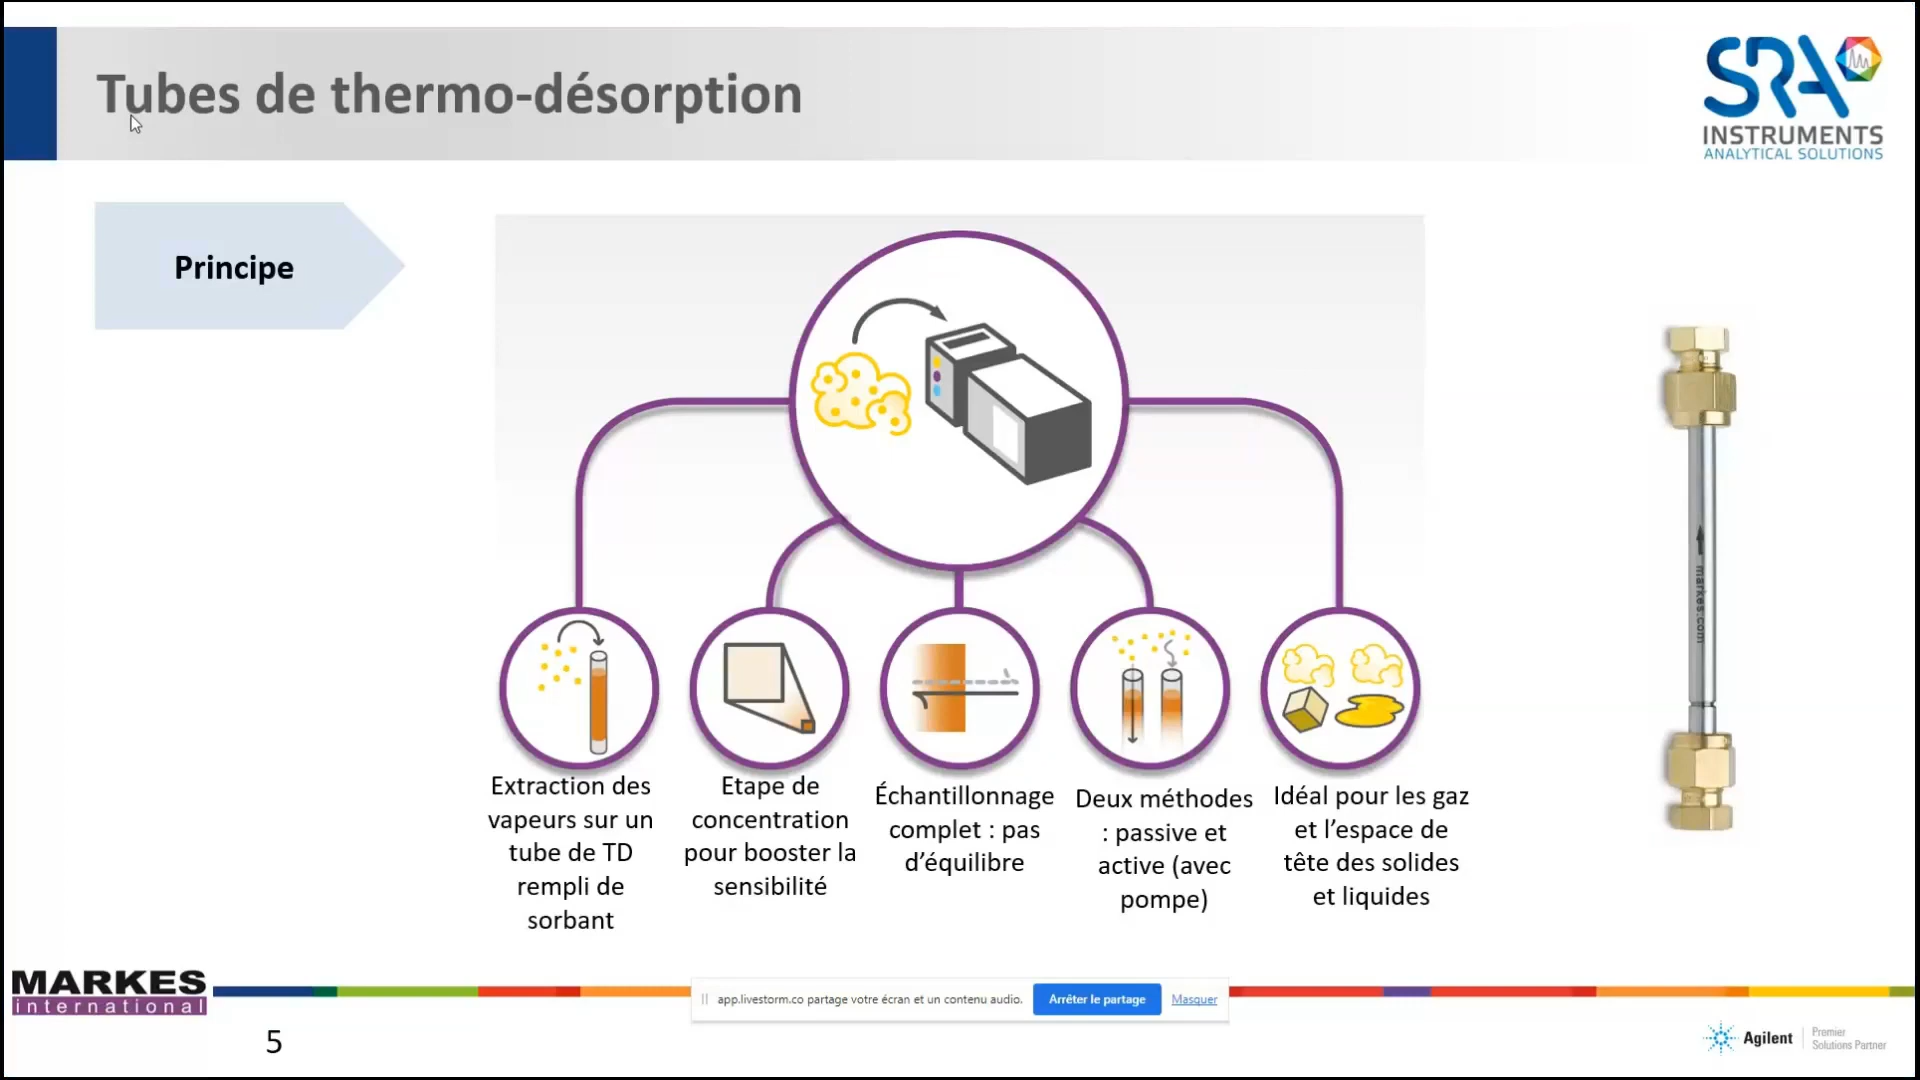 Tubes de thermo-désorption
SRA
INSTRUMENTS
ANALYTICAL SOLUTIONS
Principe
markes.com
Extraction des
vapeurs sur un
tube de TD
rempli de
sorbant
Etape de
concentration
pour booster la
sensibilité
Échantillonnage
complet : pas
d’équilibre
Deux méthodes
: passive et
active (avec
pompe)
Idéal pour les gaz
et l’espace de
tête des solides
et liquides
MARKES
international
app.livestorm.co partage votre écran et un contenu audio.
Arrêter le partage
Masquer
5
Agilent
Premier
Solutions Partner